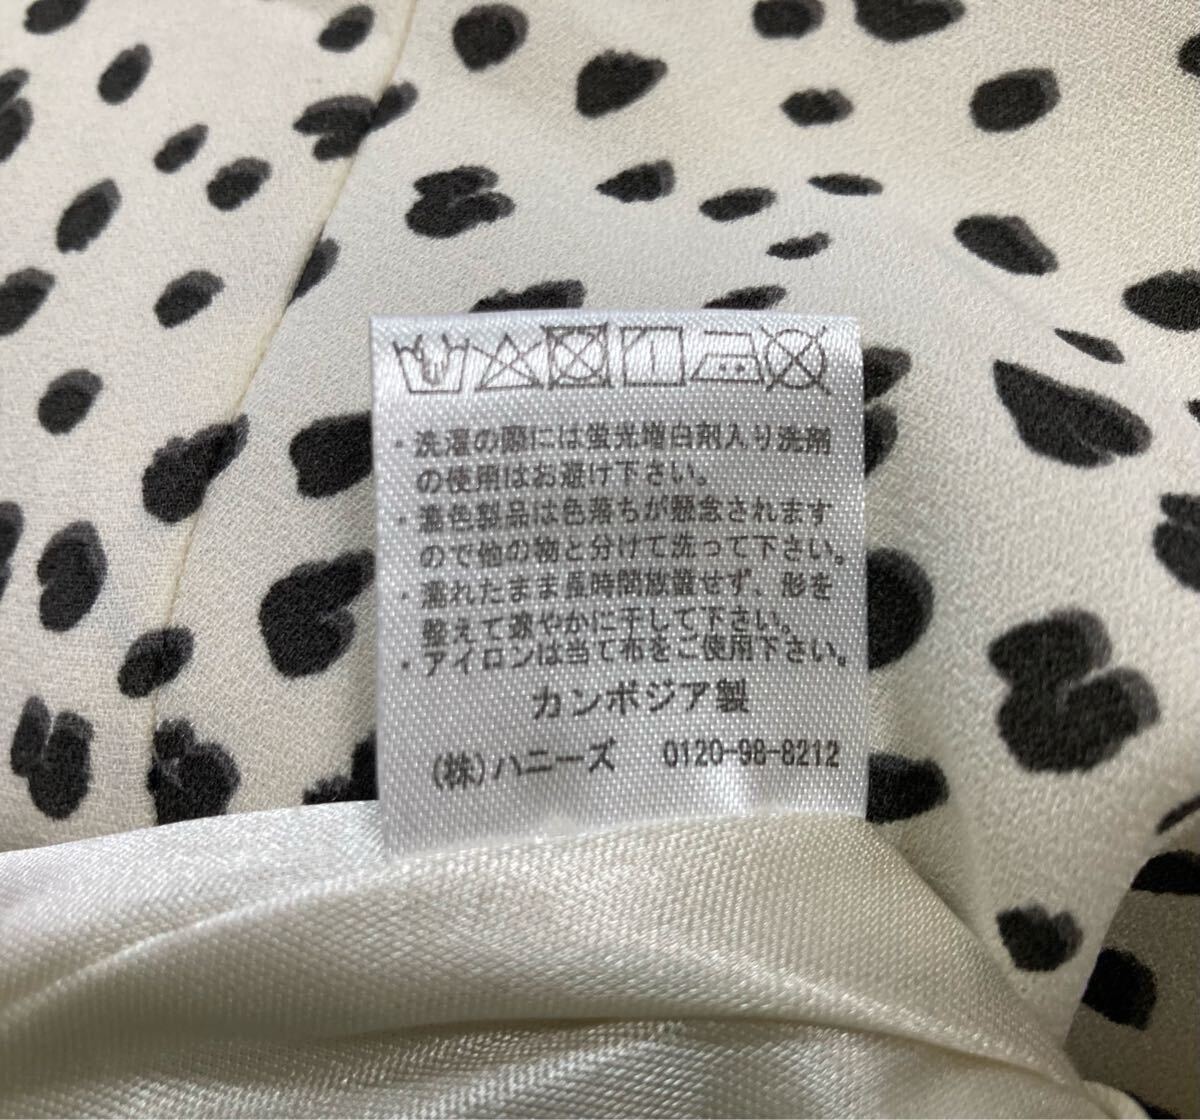 ・洗濯の際には蛍光増白剤入り洗剤
の使用はお避け下さい。
・濃色製品は色落ちが懸念されます
ので他の物と分けて洗って下さい。
・濡れたまま長時間放置せず、形を
整えて速やかに干して下さい。
・アイロンは当て布をご使用下さい。
カンボジア製
(株)ハニーズ 0120-98-8212